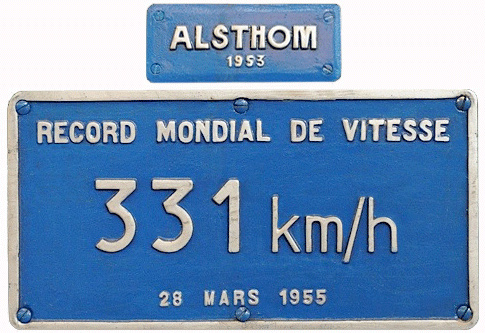 ALSTHOM
1953
RECORD MONDIAL DE VITESSE
331 km/h
28 MARS 1955